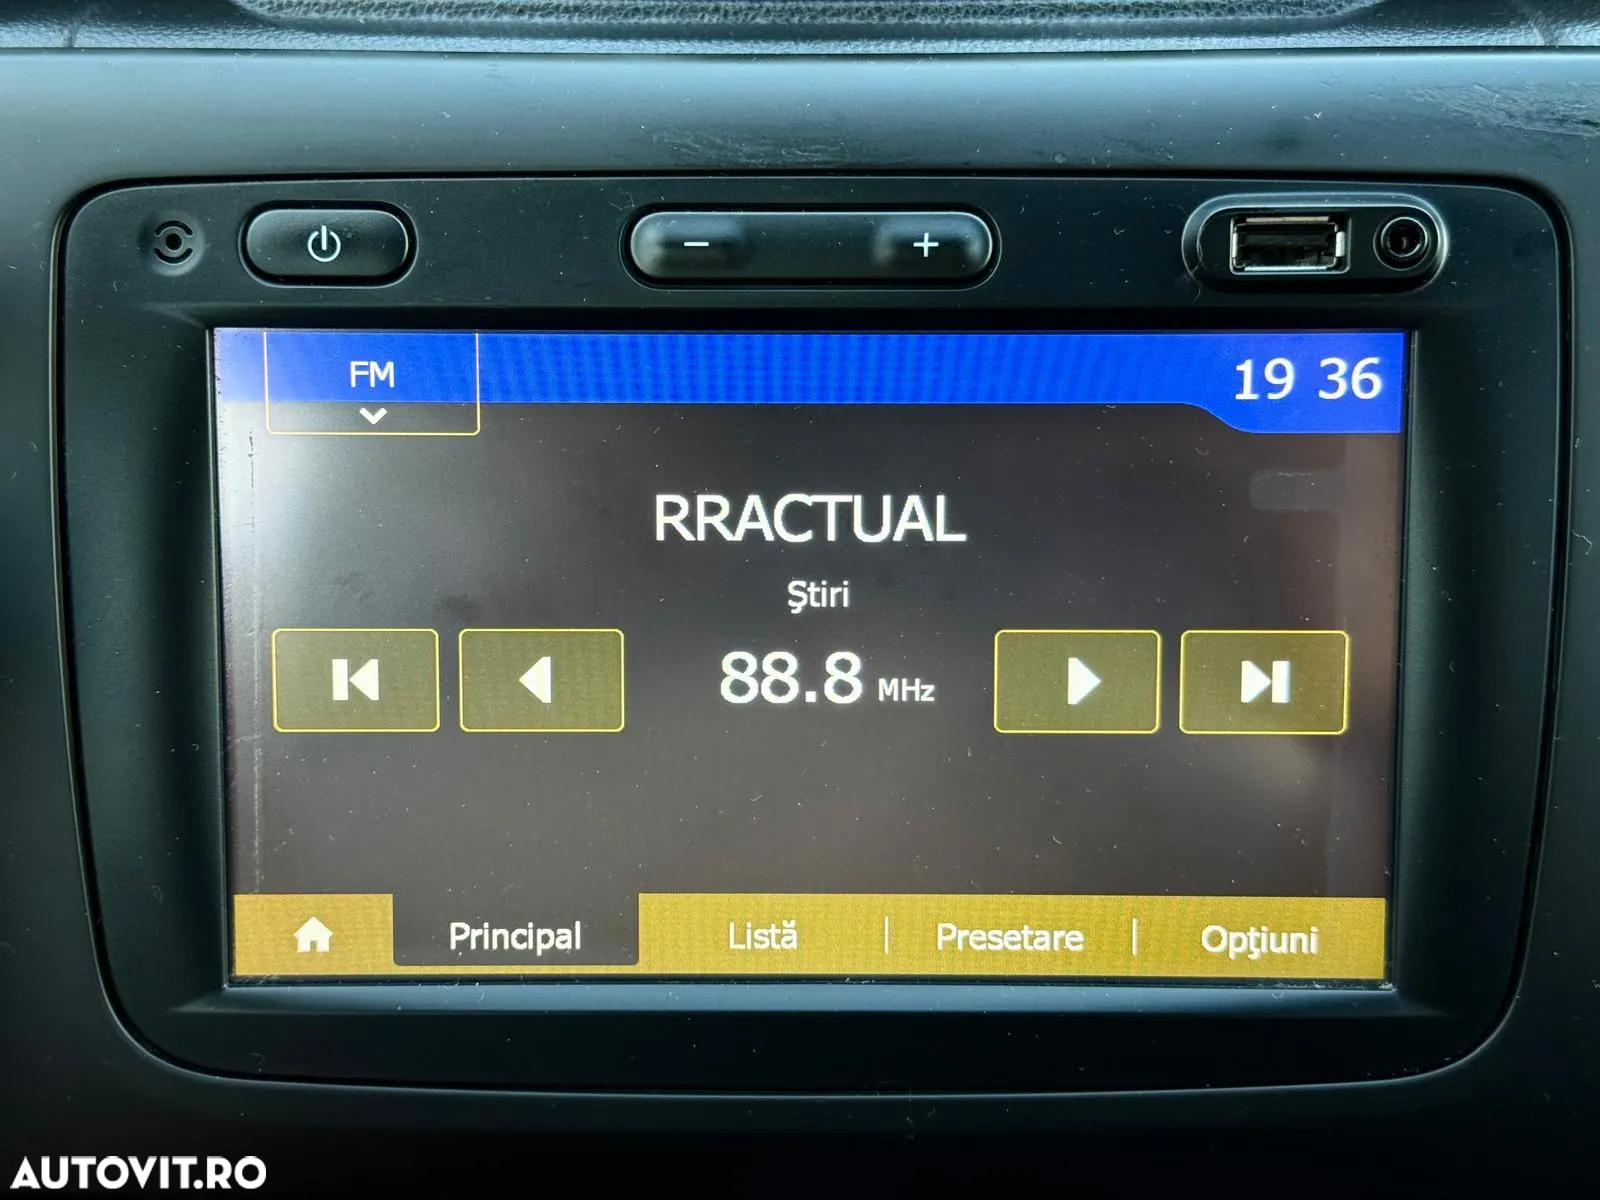 FM
19 36
RRACTUAL
Ştiri
88.8 MHz
Principal
Listă
Presetare
Opţiuni
AUTOVIT.RO